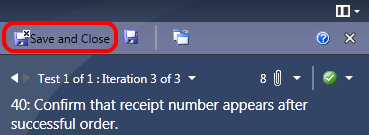 Save and Close
Test 1 of 1 : Iteration 3 of 3
8
40: Confirm that receipt number appears after
successful order.